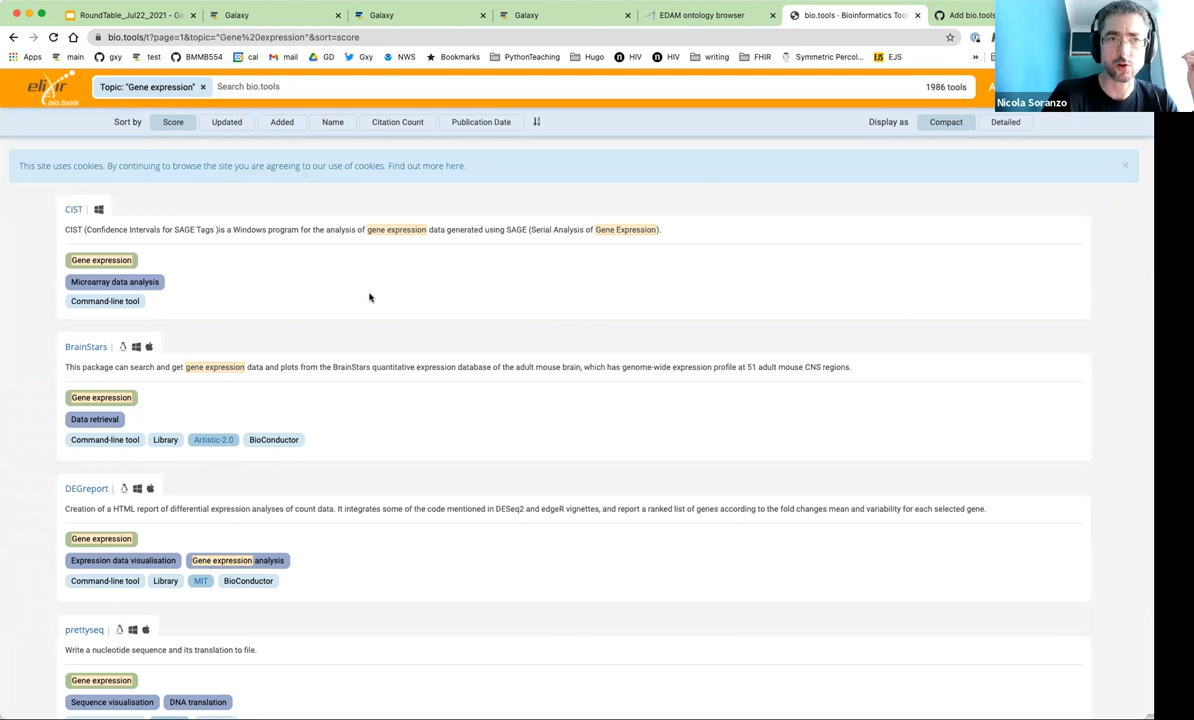 RoundTable_Jul22_2021 - Go
Galaxy
Galaxy
Galaxy
EDAM ontology browser
bio.tools · Bioinformatics Too
Add bio.tools
bio.tools/t?page=1&topic="Gene%20expression"&sort=score
Apps main gxy test BMMB554 cal mail GD Gxy NWS Bookmarks PythonTeaching Hugo HIV HIV writing FHIR Symmetric Percol... EJS
elixir
bio.tools
Topic: "Gene expression" × Search bio.tools 1986 tools
Nicola Soranzo
Sort by Score Updated Added Name Citation Count Publication Date Display as Compact Detailed
This site uses cookies. By continuing to browse the site you are agreeing to our use of cookies. Find out more here. ×
CIST
CIST (Confidence Intervals for SAGE Tags )is a Windows program for the analysis of gene expression data generated using SAGE (Serial Analysis of Gene Expression).
Gene expression
Microarray data analysis
Command-line tool
BrainStars
This package can search and get gene expression data and plots from the BrainStars quantitative expression database of the adult mouse brain, which has genome-wide expression profile at 51 adult mouse CNS regions.
Gene expression
Data retrieval
Command-line tool Library Artistic-2.0 BioConductor
DEGreport
Creation of a HTML report of differential expression analyses of count data. It integrates some of the code mentioned in DESeq2 and edgeR vignettes, and report a ranked list of genes according to the fold changes mean and variability for each selected gene.
Gene expression
Expression data visualisation Gene expression analysis
Command-line tool Library MIT BioConductor
prettyseq
Write a nucleotide sequence and its translation to file.
Gene expression
Sequence visualisation DNA translation